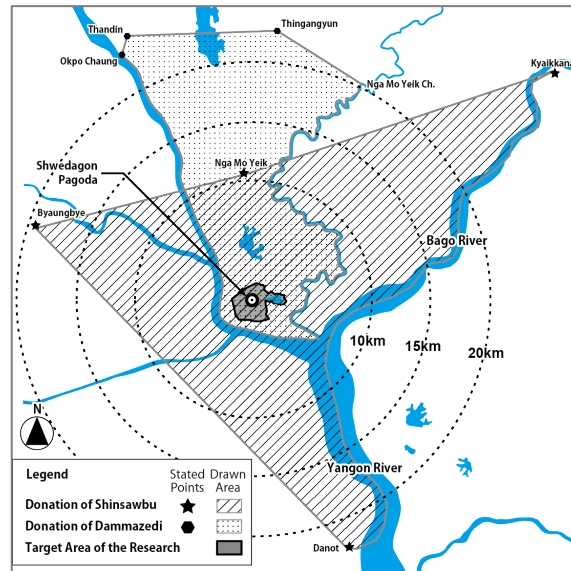 Thandin
Thingangyun
Okpo Chaung
Kyaikkana
Nga Mo Yeik Ch.
Nga Mo Yeik
Shwedagon
Pagoda
Byaungbye
Bago River
10km
15km
20km
N
Yangon River
Legend
Stated
Points
Drawn
Area
Donation of Shinsawbu
Donation of Dammazedi
Target Area of the Research
Danot